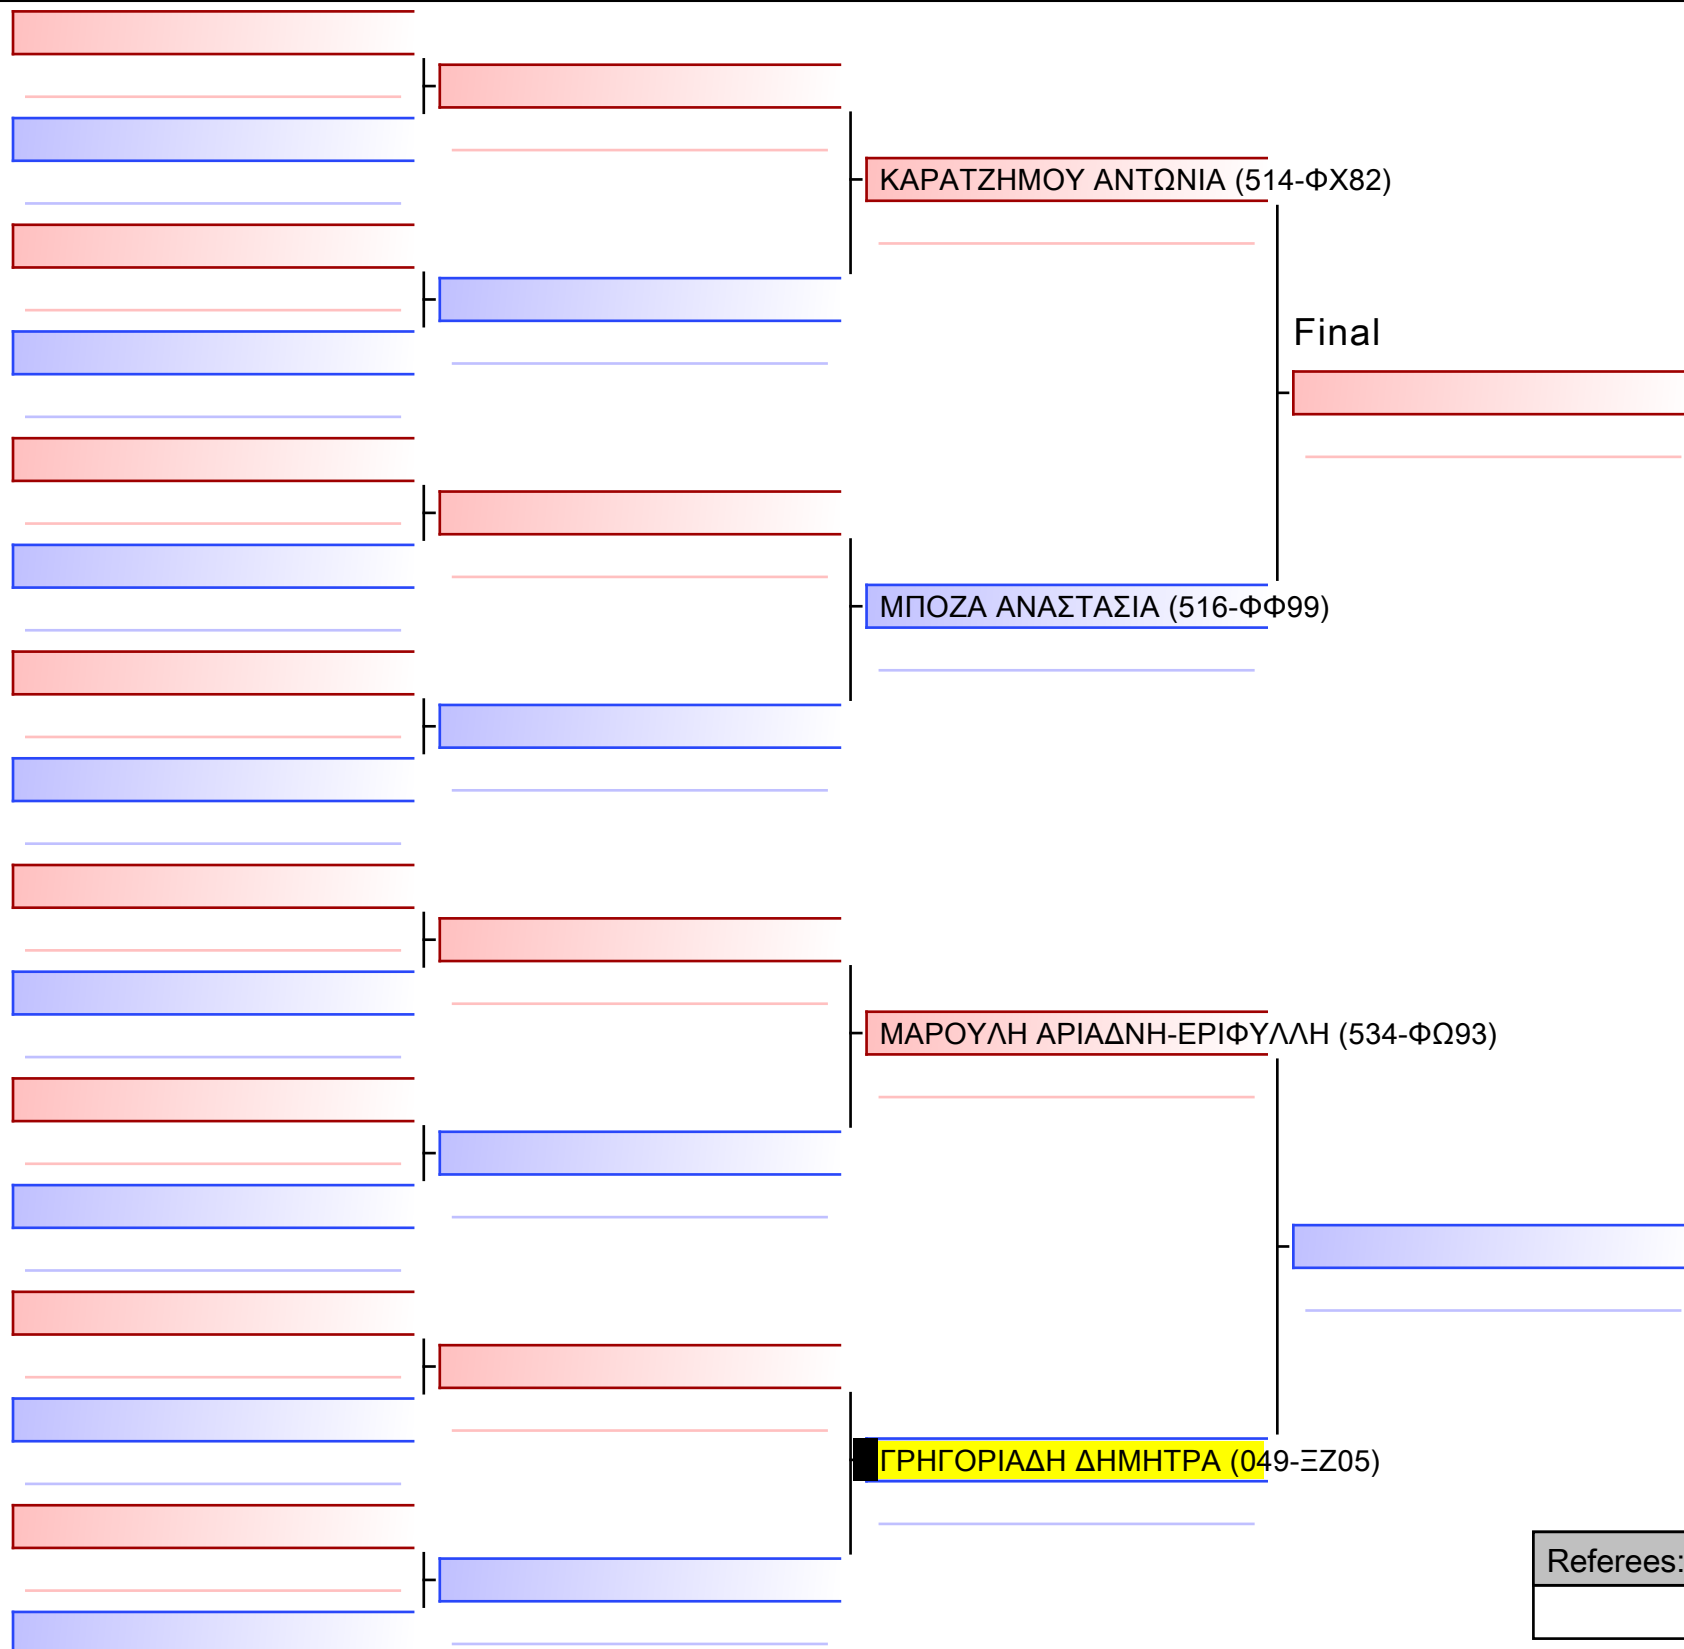 ΚΑΡΑΤΖΗΜΟΥ ΑΝΤΩΝΙΑ (514-ΦΧ82)
Final
ΜΠΟΖΑ ΑΝΑΣΤΑΣΙΑ (516-ΦΦ99)
ΜΑΡΟΥΛΗ ΑΡΙΑΔΝΗ-ΕΡΙΦΥΛΛΗ (534-ΦΩ93)
ΓΡΗΓΟΡΙΑΔΗ ΔΗΜΗΤΡΑ (049-ΞΖ05)
Referees: